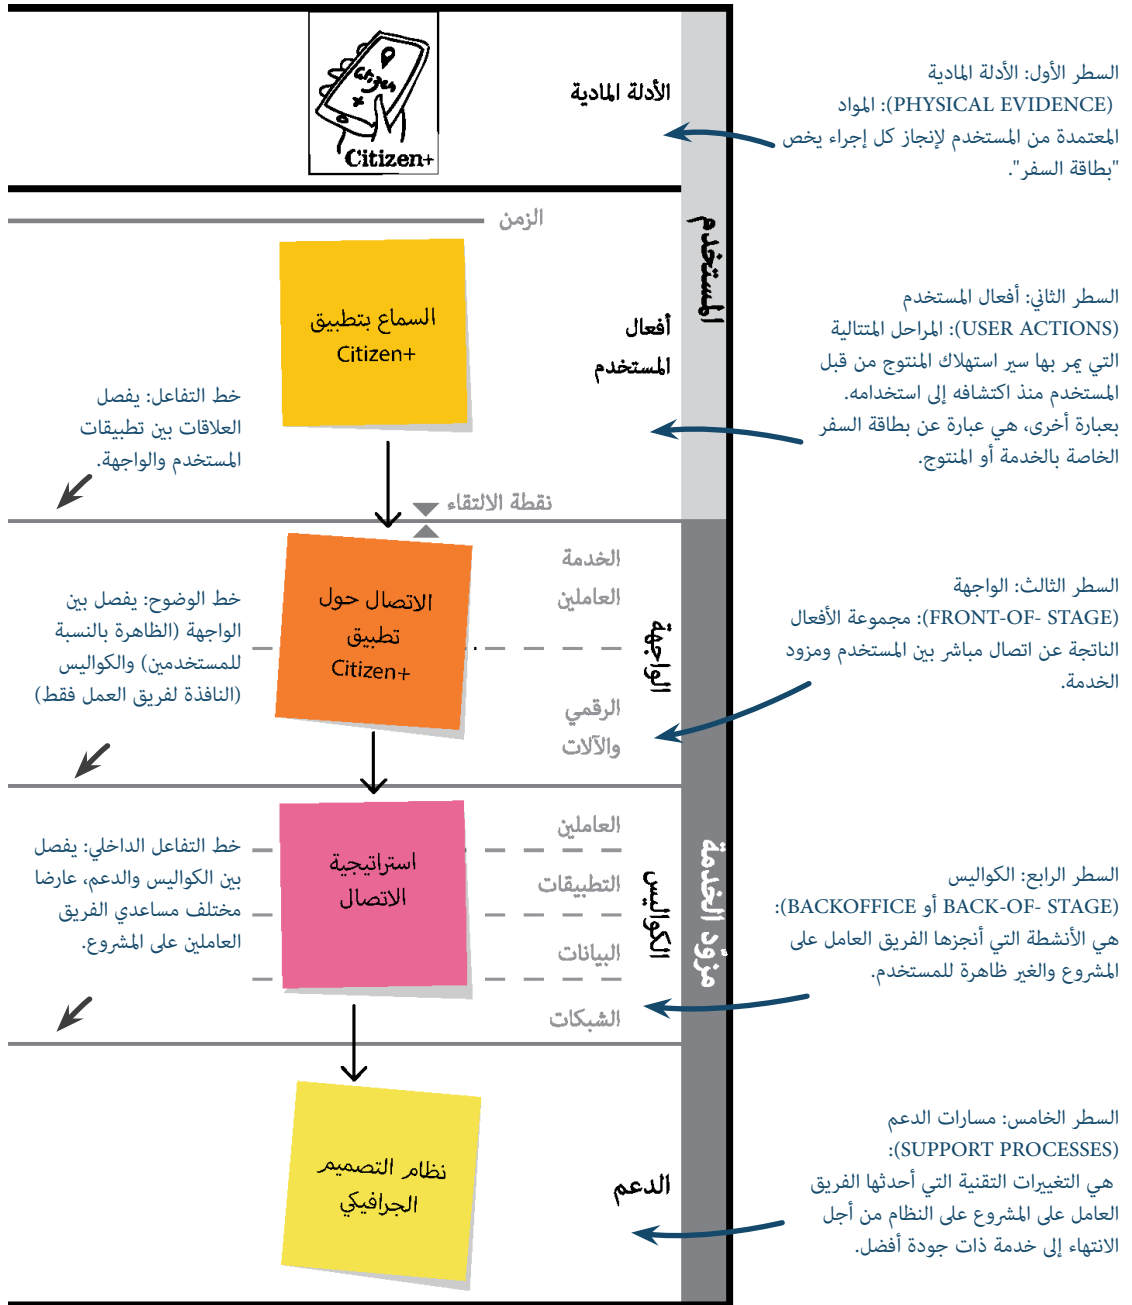 السطر الأول: الأدلة المادية
(PHYSICAL EVIDENCE): المواد
المعتمدة من المستخدم لإنجاز كل إجراء يخص
"بطاقة السفر".
الأدلة المادية
Citizen
+
Citizen+
المستخدم
الزمن
السطر الثاني: أفعال المستخدم
(USER ACTIONS): المراحل المتتالية
التي يمر بها سير استهلاك المنتوج من قبل
المستخدم منذ اكتشافه إلى استخدامه.
بعبارة أخرى، هي عبارة عن بطاقة السفر
الخاصة بالخدمة أو المنتوج.
أفعال
المستخدم
السماع بتطبيق
Citizen+
خط التفاعل: يفصل
العلاقات بين تطبيقات
المستخدم والواجهة.
نقطة الالتقاء
السطر الثالث: الواجهة
(FRONT-OF- STAGE): مجموعة الأفعال
الناتجة عن اتصال مباشر بين المستخدم ومزود
الخدمة.
مزوّد الخدمة
الواجهة
الخدمة
العاملين
الرقمي
والآلات
الاتصال حول
تطبيق
Citizen+
خط الوضوح: يفصل بين
الواجهة (الظاهرة بالنسبة
للمستخدمين) والكواليس
(النافذة لفريق العمل فقط)
السطر الرابع: الكواليس
(BACK-OF- STAGE أو BACKOFFICE):
هي الأنشطة التي أنجزها الفريق العامل على
المشروع والغير ظاهرة للمستخدم.
الكواليس
العاملين
التطبيقات
البيانات
الشبكات
استراتيجية
الاتصال
خط التفاعل الداخلي: يفصل
بين الكواليس والدعم، عارضا
مختلف مساعدي الفريق
العاملين على المشروع.
السطر الخامس: مسارات الدعم
(SUPPORT PROCESSES):
هي التغييرات التقنية التي أحدثها الفريق
العامل على المشروع على النظام من أجل
الانتهاء إلى خدمة ذات جودة أفضل.
الدعم
نظام التصميم
الجرافيكي